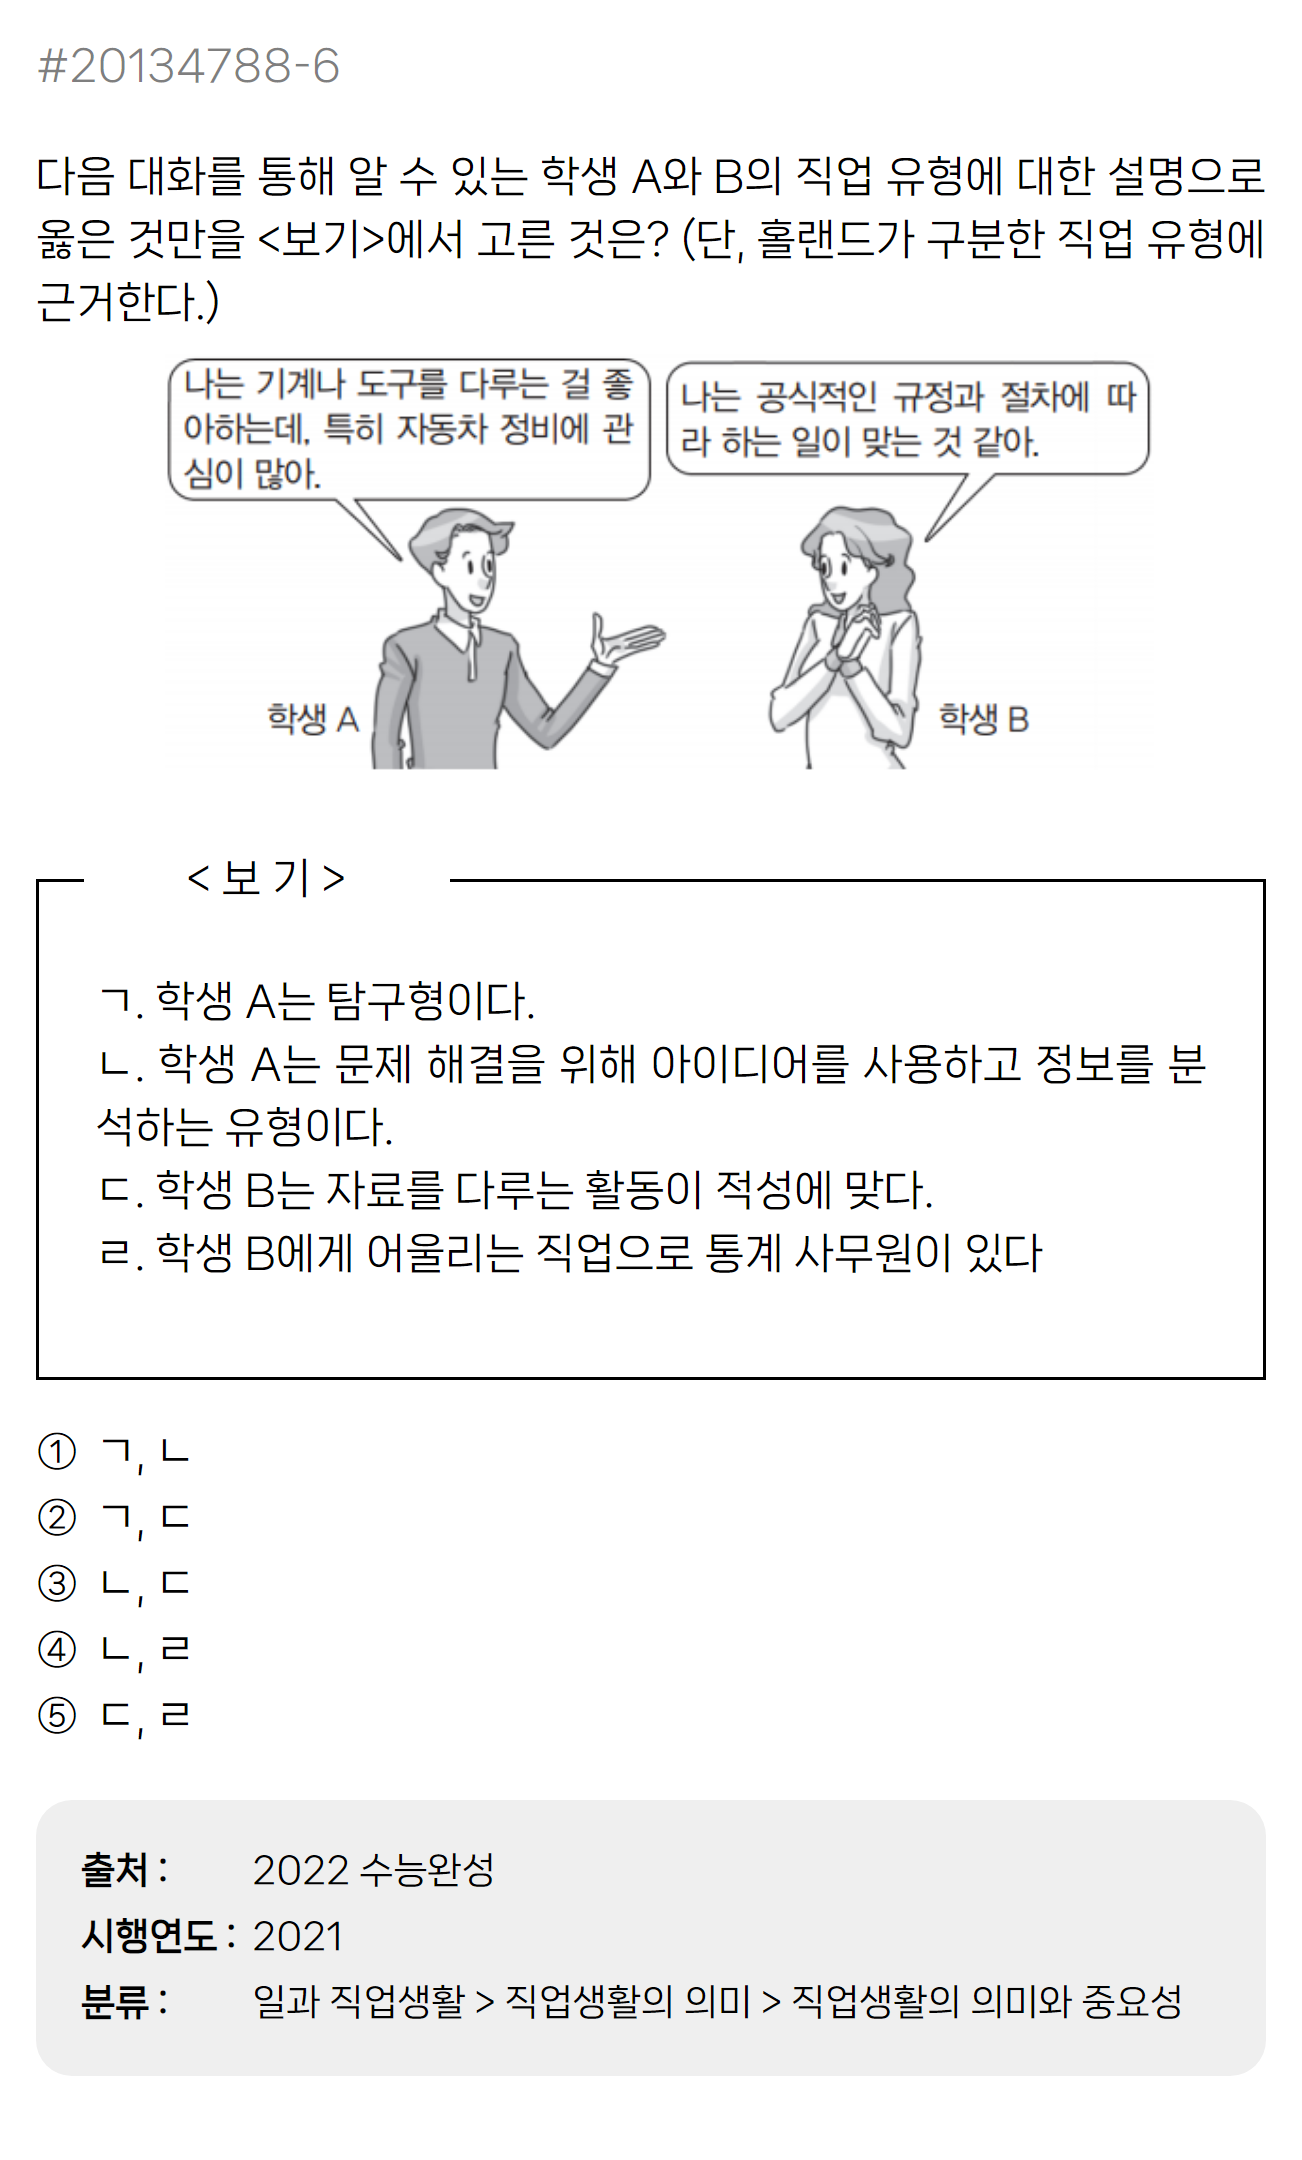 #20134788-6
다음 대화를 통해 알 수 있는 학생 A와 B의 직업 유형에 대한 설명으로
옳은 것만을 <보기>에서 고른 것은? (단, 홀랜드가 구분한 직업 유형에
근거한다.)
나는 기계나 도구를 다루는 걸 좋
아하는데, 특히 자동차 정비에 관
심이 많아.
나는 공식적인 규정과 절차에 따
라 하는 일이 맞는 것 같아.
학생 A
학생 B
< 보 기 >
ㄱ. 학생 A는 탐구형이다.
ㄴ. 학생 A는 문제 해결을 위해 아이디어를 사용하고 정보를 분
석하는 유형이다.
ㄷ. 학생 B는 자료를 다루는 활동이 적성에 맞다.
ㄹ. 학생 B에게 어울리는 직업으로 통계 사무원이 있다
① ㄱ, ㄴ
② ㄱ, ㄷ
③ ㄴ, ㄷ
④ ㄴ, ㄹ
⑤ ㄷ, ㄹ
출처 : 2022 수능완성
시행연도 : 2021
분류 : 일과 직업생활 > 직업생활의 의미 > 직업생활의 의미와 중요성